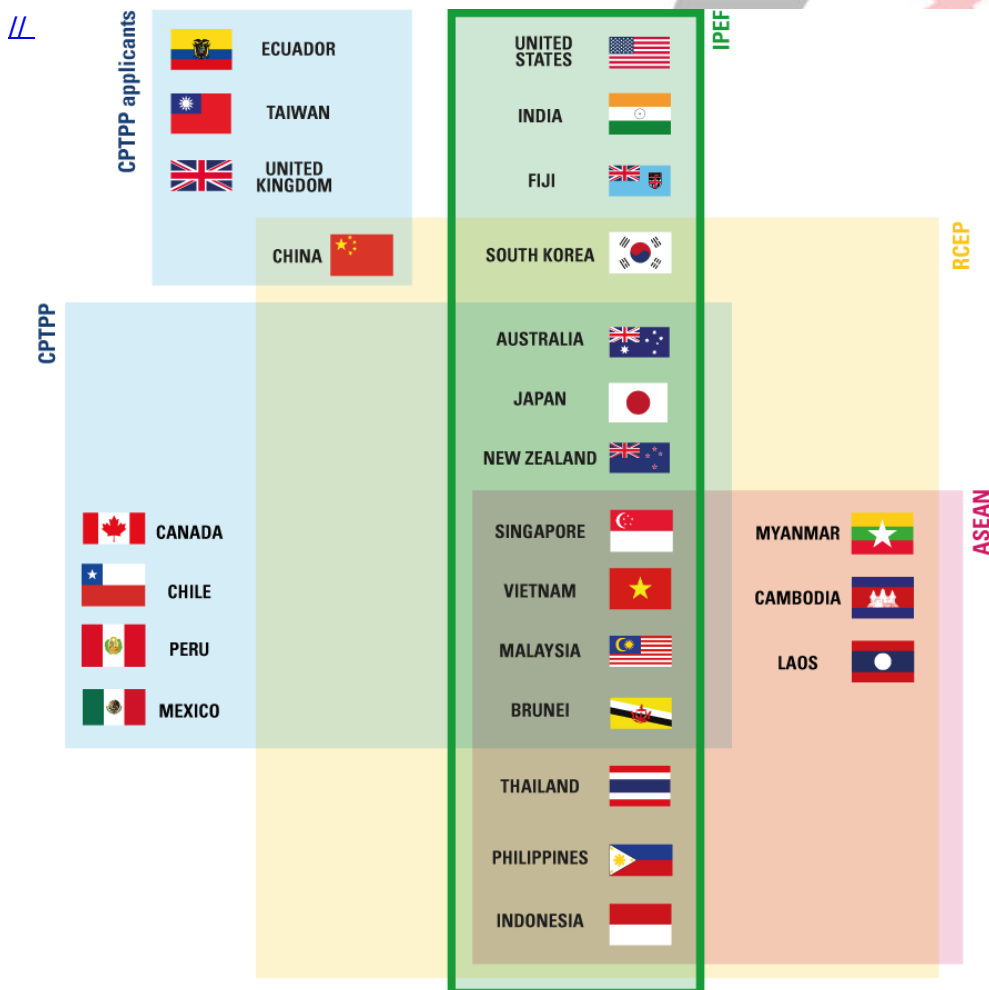 //
CPTPP applicants
ECUADOR
TAIWAN
UNITED
KINGDOM
CHINA
IPEF
UNITED
STATES
INDIA
FIJI
SOUTH KOREA
RCEP
CPTPP
AUSTRALIA
JAPAN
NEW ZEALAND
CANADA
CHILE
PERU
MEXICO
SINGAPORE
VIETNAM
MALAYSIA
BRUNEI
THAILAND
PHILIPPINES
INDONESIA
ASEAN
MYANMAR
CAMBODIA
LAOS